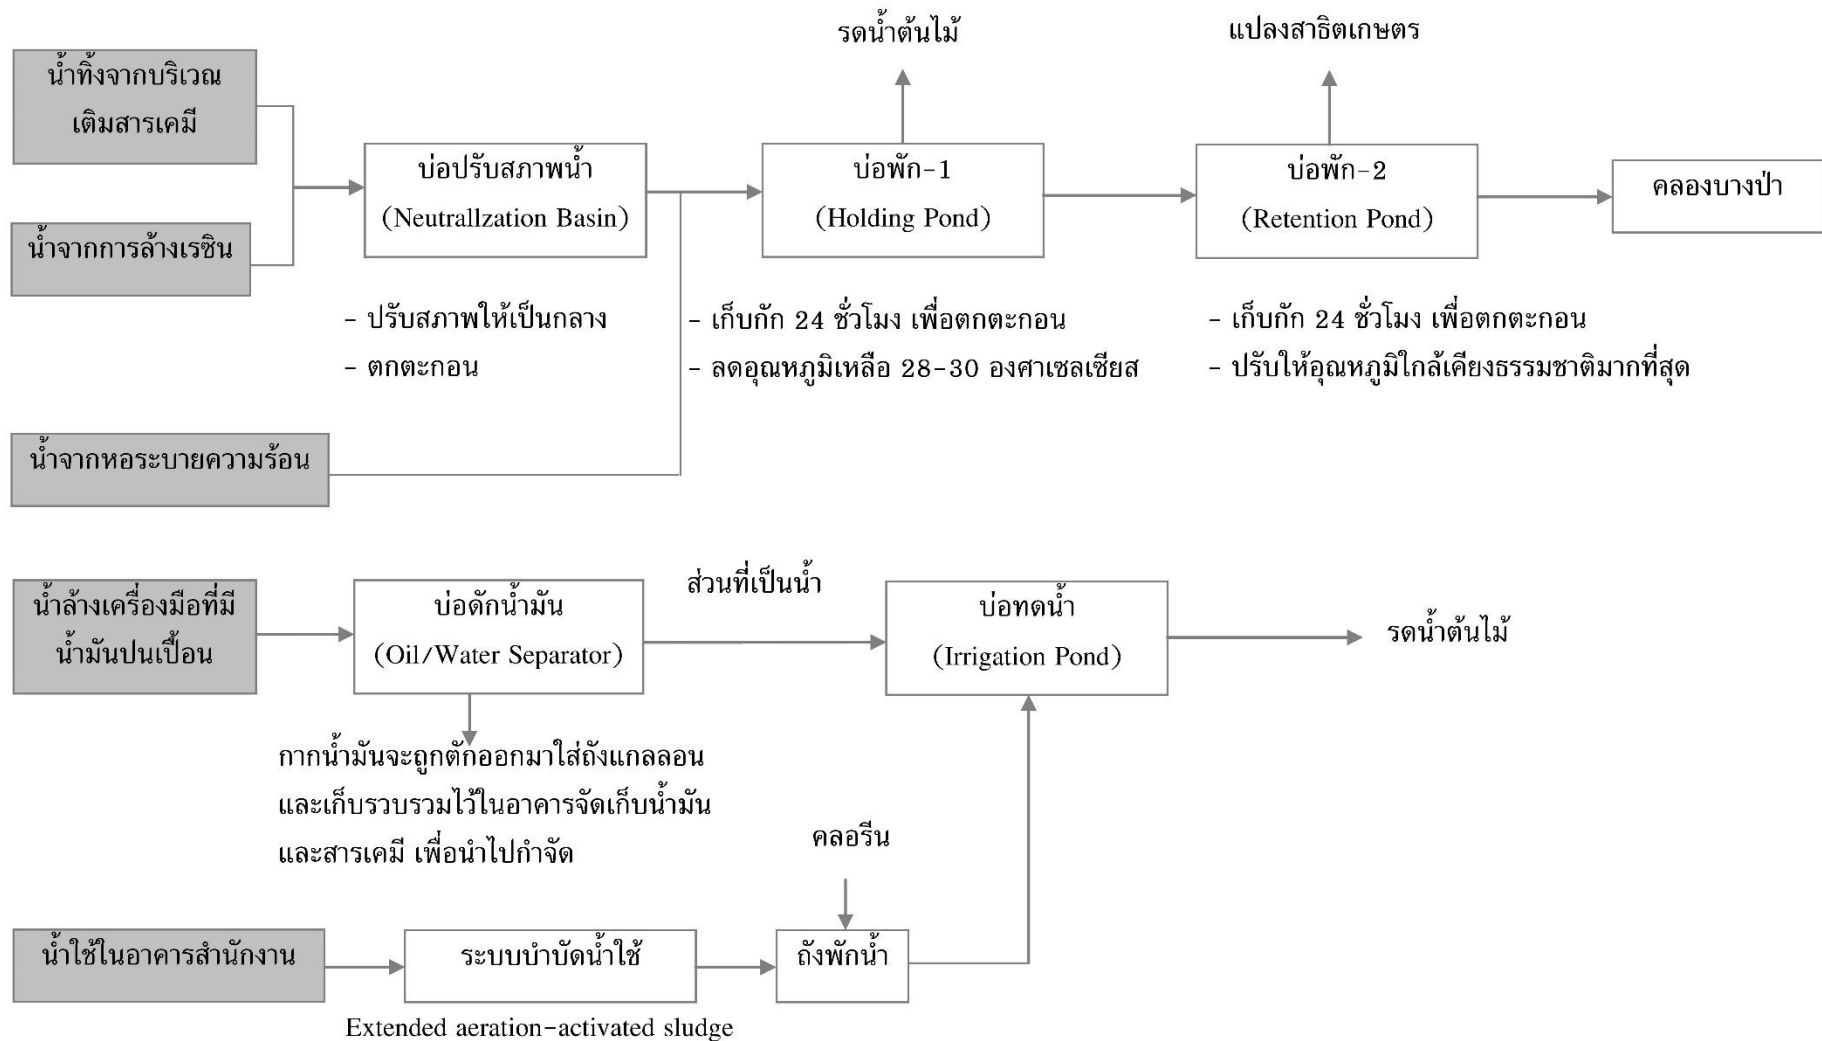 รดน้ำต้นไม้
แปลงสาธิตเกษตร
น้ำทิ้งจากบริเวณ
เติมสารเคมี
บ่อปรับสภาพน้ำ
(Neutrallzation Basin)
บ่อพัก-1
(Holding Pond)
บ่อพัก-2
(Retention Pond)
คลองบางป่า
น้ำจากการล้างเรซิน
- ปรับสภาพให้เป็นกลาง
- ตกตะกอน
- เก็บกัก 24 ชั่วโมง เพื่อตกตะกอน
- ลดอุณหภูมิเหลือ 28-30 องศาเซลเซียส
- เก็บกัก 24 ชั่วโมง เพื่อตกตะกอน
- ปรับให้อุณหภูมิใกล้เคียงธรรมชาติมากที่สุด
น้ำจากหอระบายความร้อน
น้ำล้างเครื่องมือที่มี
น้ำมันปนเปื้อน
บ่อดักน้ำมัน
(Oil/Water Separator)
ส่วนที่เป็นน้ำ
บ่อทดน้ำ
(Irrigation Pond)
รดน้ำต้นไม้
กากน้ำมันจะถูกตักออกมาใส่ถังแกลลอน
และเก็บรวบรวมไว้ในอาคารจัดเก็บน้ำมัน
และสารเคมี เพื่อนำไปกำจัด
คลอรีน
น้ำใช้ในอาคารสำนักงาน
ระบบบำบัดน้ำใช้
ถังพักน้ำ
Extended aeration-activated sludge